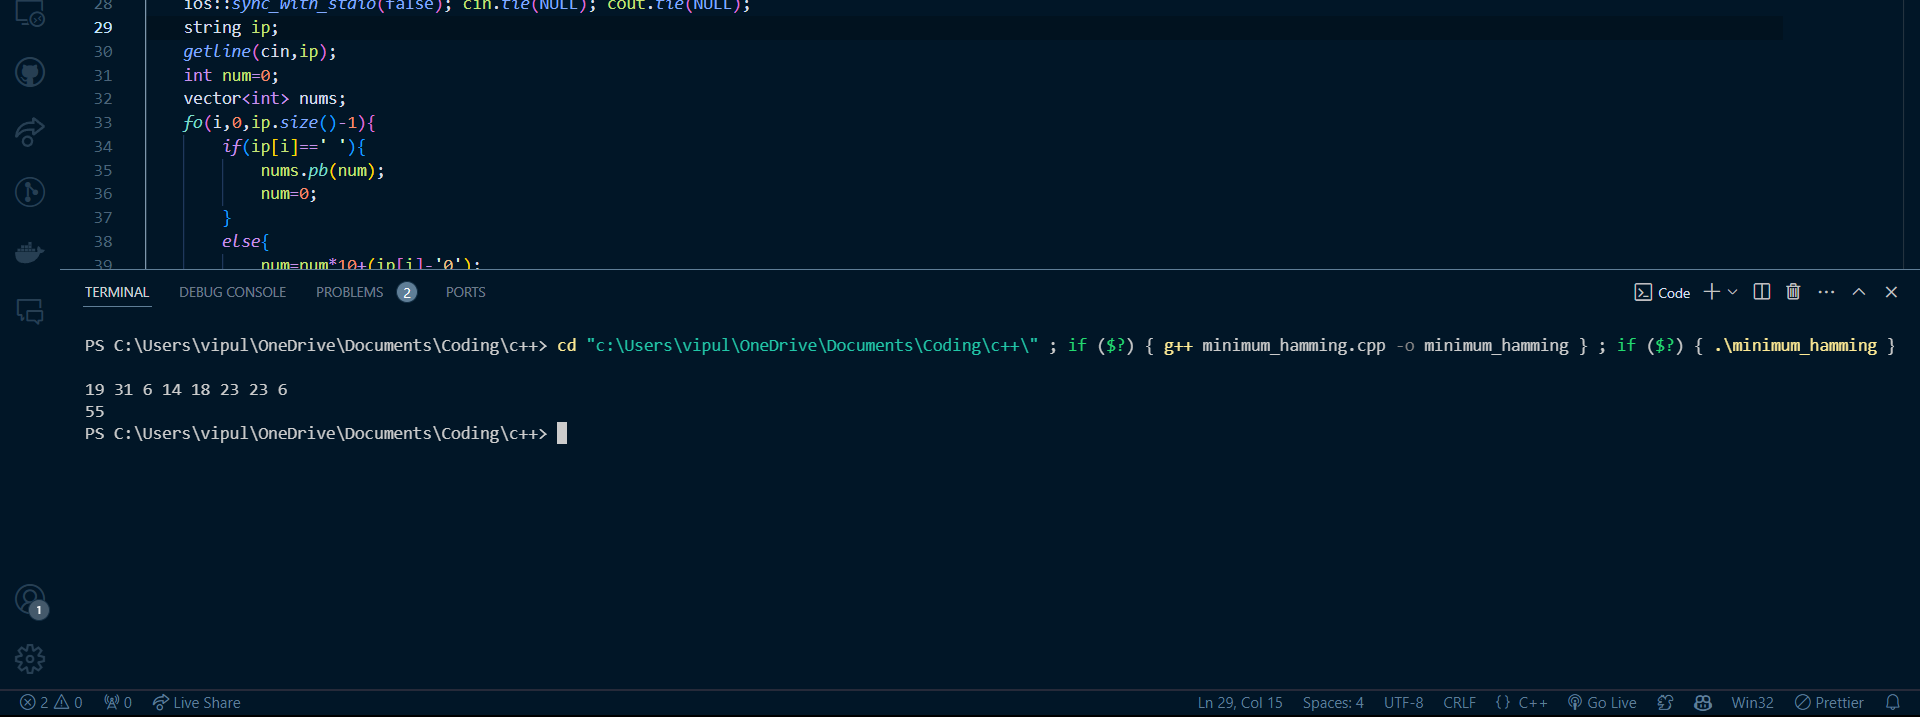 28 ios::sync_with_stdio(false); cin.tie(NULL); cout.tie(NULL);
29 string ip;
30 getline(cin,ip);
31 int num=0;
32 vector<int> nums;
33 fo(i,0,ip.size()-1){
34 if(ip[i]==' '){
35 nums.pb(num);
36 num=0;
37 }
38 else{
39 num=num*10+(ip[i]-'0');
TERMINAL DEBUG CONSOLE PROBLEMS 2 PORTS
Code
PS C:\Users\vipul\OneDrive\Documents\Coding\c++> cd "c:\Users\vipul\OneDrive\Documents\Coding\c++\" ; if ($?) { g++ minimum_hamming.cpp -o minimum_hamming } ; if ($?) { .\minimum_hamming }
19 31 6 14 18 23 23 6
55
PS C:\Users\vipul\OneDrive\Documents\Coding\c++>
1
2 0 0 Live Share Ln 29, Col 15 Spaces: 4 UTF-8 CRLF {} C++ Go Live Win32 Prettier